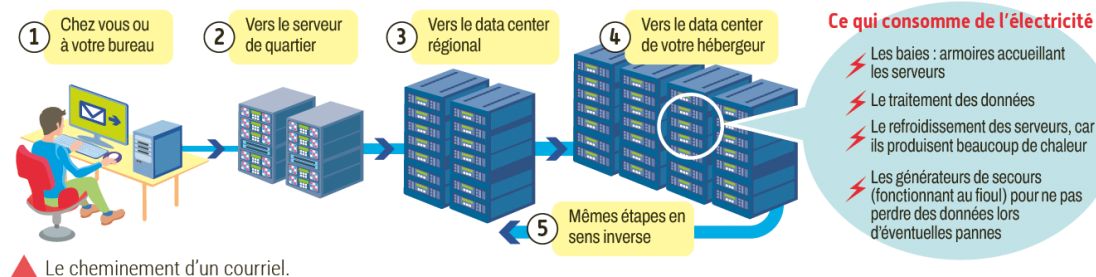 1 Chez vous ou
à votre bureau
2 Vers le serveur
de quartier
3 Vers le data center
régional
4 Vers le data center
de votre hébergeur
5 Mêmes étapes en
sens inverse
Ce qui consomme de l'électricité
Les baies : armoires accueillant
les serveurs
Le traitement des données
Le refroidissement des serveurs, car
ils produisent beaucoup de chaleur
Les générateurs de secours
(fonctionnant au fioul) pour ne pas
perdre des données lors
d'éventuelles pannes
Le cheminement d'un courriel.